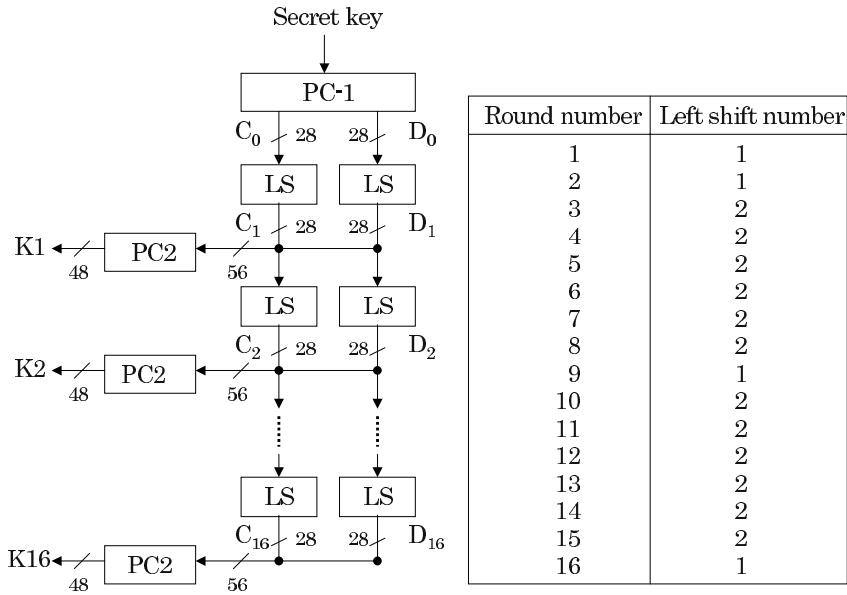 Secret key
PC-1
C0 28 28 D0
LS LS
C1 28 28 D1
K1 48 PC2 56
LS LS
C2 28 28 D2
K2 48 PC2 56
LS LS
C16 28 28 D16
K16 48 PC2 56
Round number Left shift number
1 1
2 1
3 2
4 2
5 2
6 2
7 2
8 2
9 1
10 2
11 2
12 2
13 2
14 2
15 2
16 1